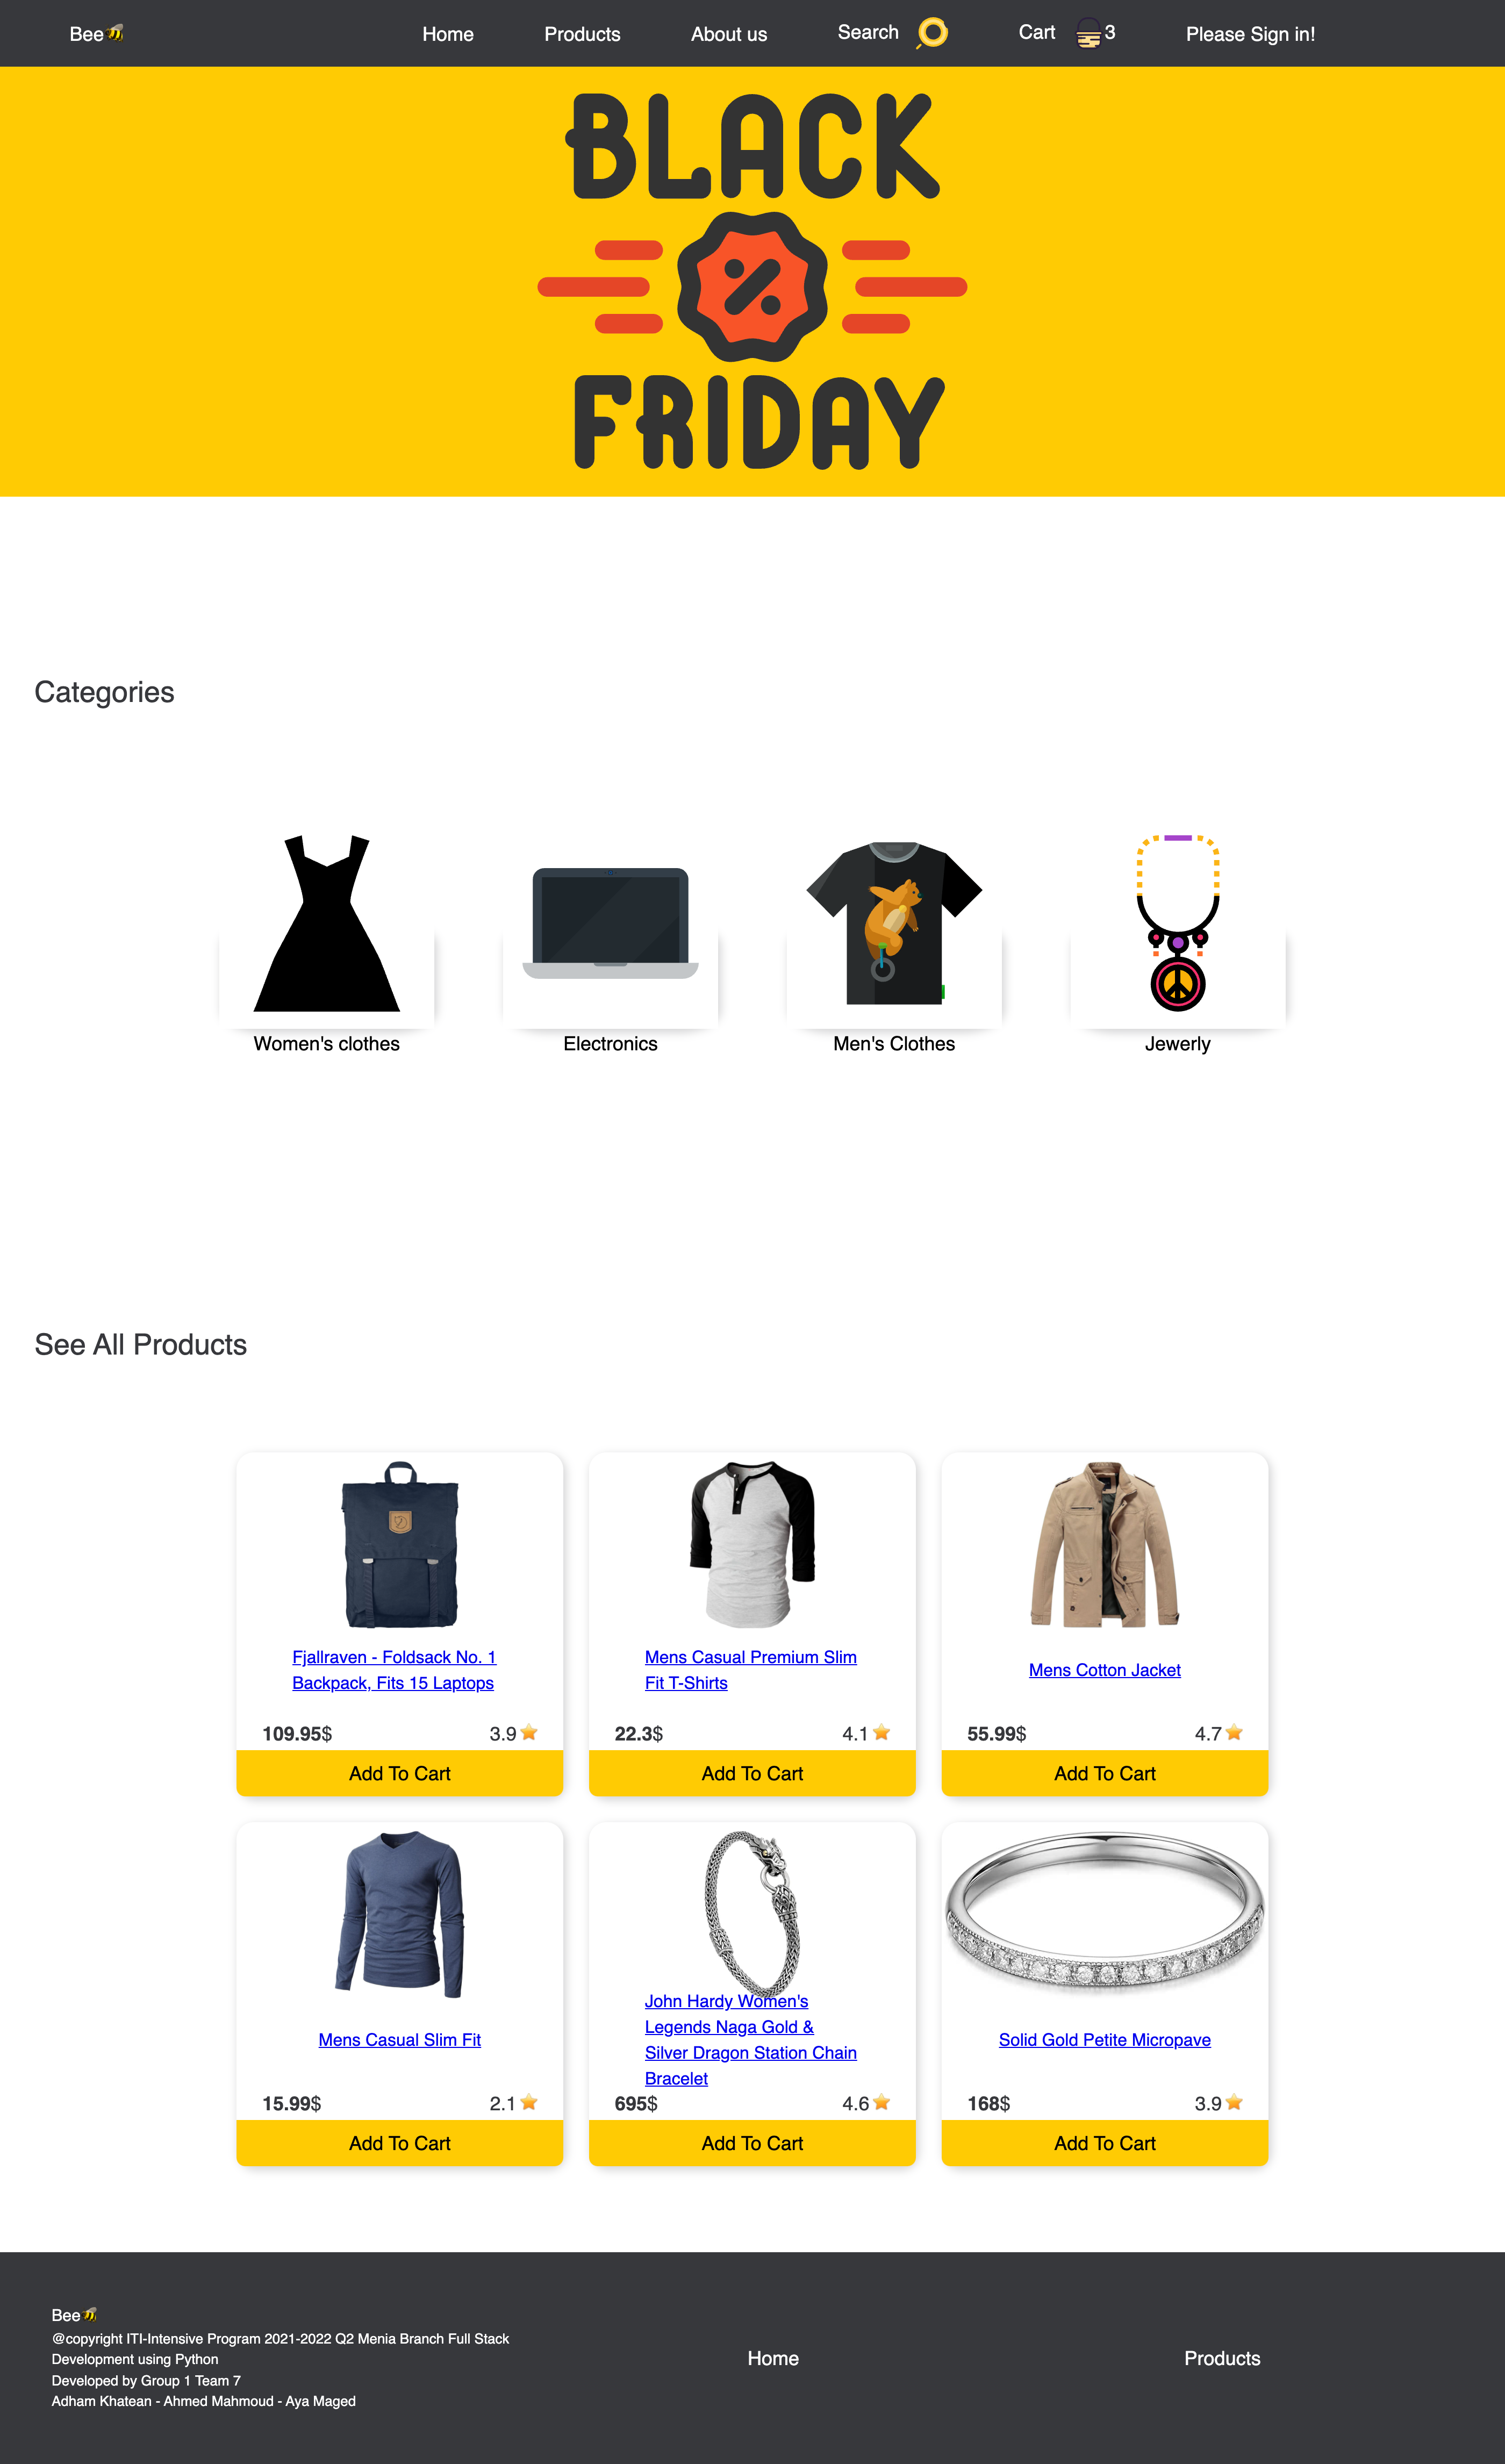 Bee🐝
Home
Products
About us
Search
Cart
3
Please Sign in!
BLACK
%
FRIDAY
Categories
Women's clothes
Electronics
Men's Clothes
Jewerly
See All Products
Fjallraven - Foldsack No. 1
Backpack, Fits 15 Laptops
109.95$
3.9⭐
Add To Cart
Mens Casual Premium Slim
Fit T-Shirts
22.3$
4.1⭐
Add To Cart
Mens Cotton Jacket
55.99$
4.7⭐
Add To Cart
Mens Casual Slim Fit
15.99$
2.1⭐
Add To Cart
John Hardy Women's
Legends Naga Gold &
Silver Dragon Station Chain
Bracelet
695$
4.6⭐
Add To Cart
Solid Gold Petite Micropave
168$
3.9⭐
Add To Cart
Bee🐝
@copyright ITI-Intensive Program 2021-2022 Q2 Menia Branch Full Stack
Development using Python
Developed by Group 1 Team 7
Adham Khatean - Ahmed Mahmoud - Aya Maged
Home
Products